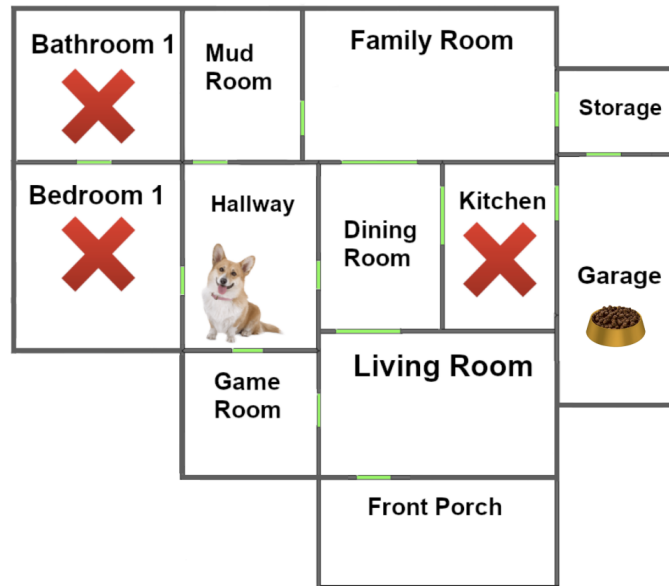 Bathroom 1
Mud
Room
Family Room
Storage
Bedroom 1
Hallway
Dining
Room
Kitchen
Garage
Game
Room
Living Room
Front Porch